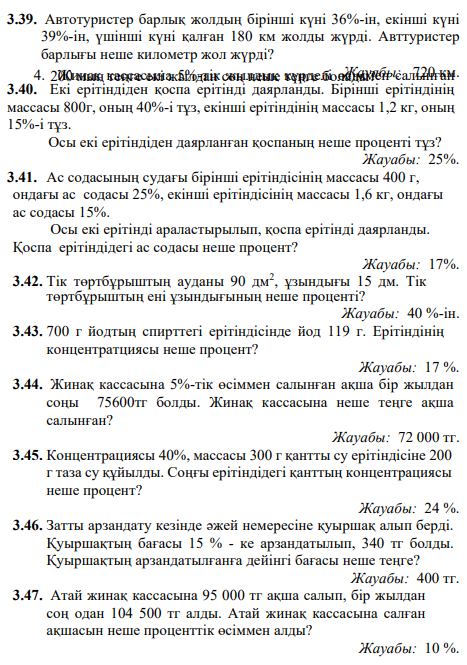 3.39. Автотуристер барлық жолдың бірінші күні 36%-ін, екінші күні
39%-ін, үшінші күні қалған 180 км жолды жүрді. Авттуристер
барлығы неше километр жол жүрді?
Жауабы: 720 км.
4.
3.40. Екі ерітіндіден қоспа ерітінді даярланды. Бірінші ерітіндінің
массасы 800г, оның 40%-і тұз, екінші ерітіндінің массасы 1,2 кг, оның
15%-і тұз.
Осы екі ерітіндіден даярланған қоспаның неше проценті тұз?
Жауабы: 25%.
3.41. Ас содасының судағы бірінші ерітіндісінің массасы 400 г,
ондағы ас содасы 25%, екінші ерітіндісінің массасы 1,6 кг, ондағы
ас содасы 15%.
Осы екі ерітінді араластырылып, қоспа ерітінді даярланды.
Қоспа ерітіндідегі ас содасы неше процент?
Жауабы: 17%.
3.42. Тік төртбұрыштың ауданы 90 дм², ұзындығы 15 дм. Тік
төртбұрыштың ені ұзындығының неше проценті?
Жауабы: 40 %-ін.
3.43. 700 г йодтың спирттегі ерітіндісінде йод 119 г. Ерітіндінің
концентратциясы неше процент?
Жауабы: 17 %.
3.44. Жинақ кассасына 5%-тік өсіммен салынған ақша бір жылдан
соңы 75600тг болды. Жинақ кассасына неше теңге ақша
салынған?
Жауабы: 72 000 тг.
3.45. Концентрациясы 40%, массасы 300 г қантты су ерітіндісіне 200
г таза су құйылды. Соңғы ерітіндідегі қанттың концентрациясы
неше процент?
Жауабы: 24 %.
3.46. Затты арзандату кезінде әжей немересіне қуыршақ алып берді.
Қуыршақтың бағасы 15 % - ке арзандатылып, 340 тг болды.
Қуыршақтың арзандатылғанға дейінгі бағасы неше теңге?
Жауабы: 400 тг.
3.47. Атай жинақ кассасына 95 000 тг ақша салып, бір жылдан
соң одан 104 500 тг алды. Атай жинақ кассасына салған
ақшасын неше проценттік өсіммен алды?
Жауабы: 10 %.